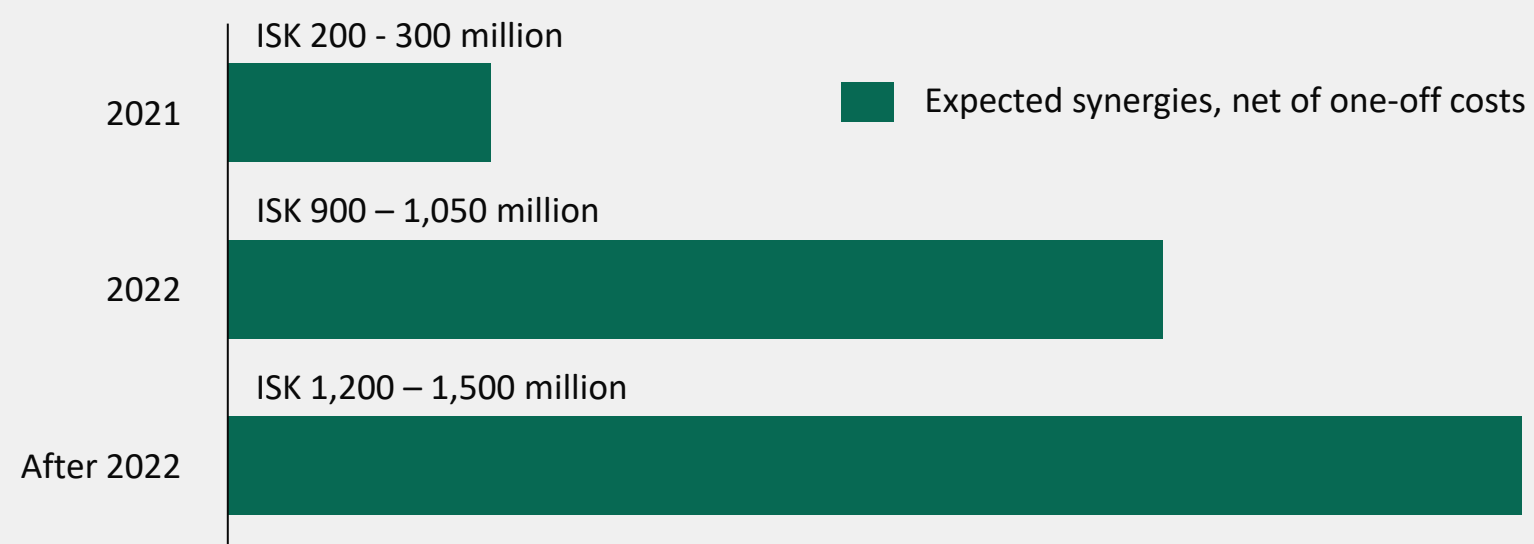 ISK 200 - 300 million
2021
Expected synergies, net of one-off costs
ISK 900 – 1,050 million
2022
ISK 1,200 – 1,500 million
After 2022